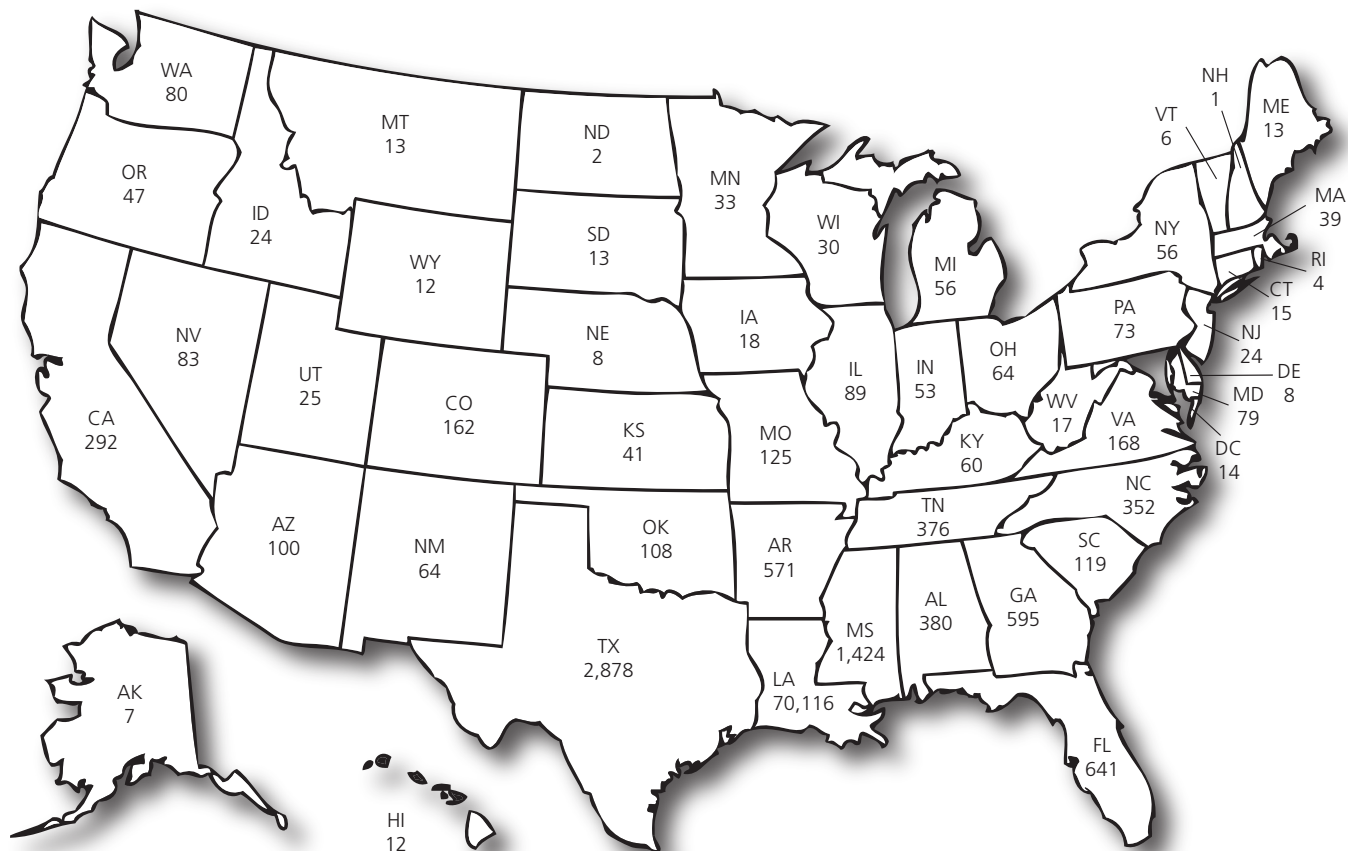 WA
80
OR
47
CA
292
NV
83
ID
24
MT
13
WY
12
UT
25
CO
162
AZ
100
NM
64
ND
2
SD
13
NE
8
KS
41
OK
108
TX
2,878
MN
33
IA
18
MO
125
AR
571
LA
70,116
WI
30
IL
89
MI
56
IN
53
OH
64
KY
60
TN
376
MS
1,424
AL
380
GA
595
FL
641
SC
119
NC
352
VA
168
WV
17
PA
73
NY
56
VT
6
NH
1
ME
13
MA
39
RI
4
CT
15
NJ
24
DE
8
MD
79
DC
14
AK
7
HI
12